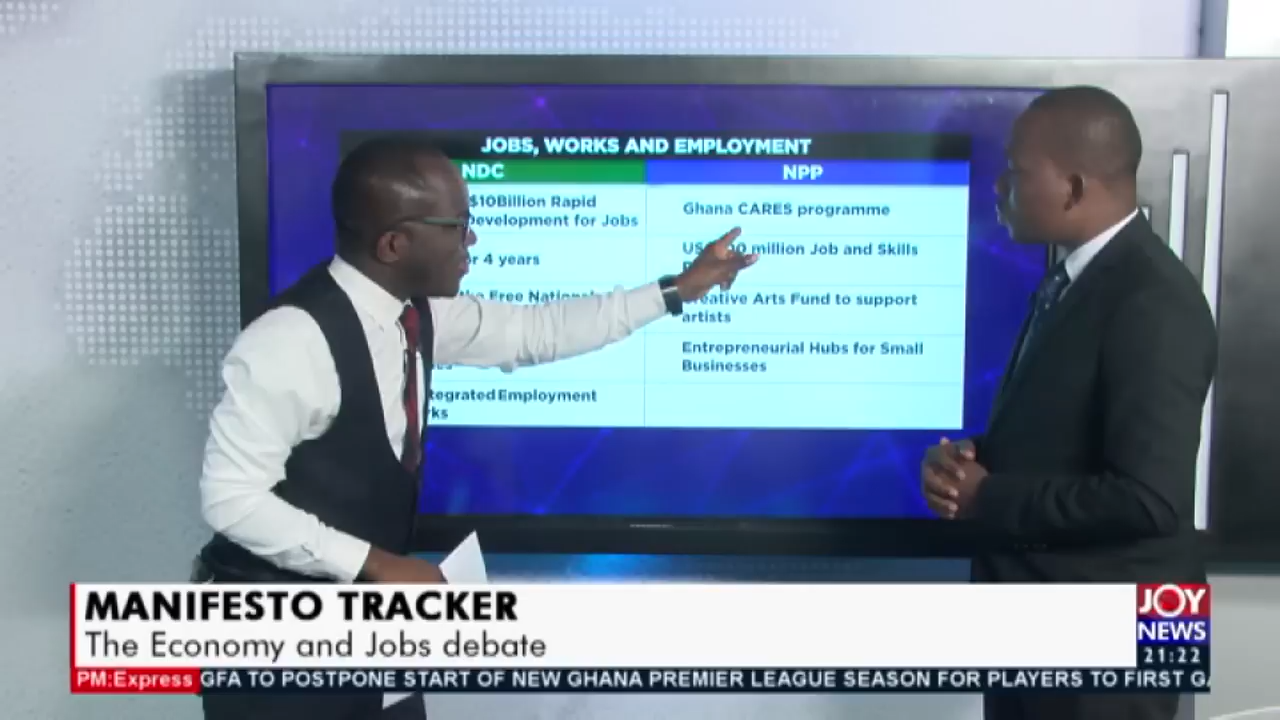 JOBS, WORKS AND EMPLOYMENT
NDC
NPP
$10Billion Rapid
Development for Jobs
Ghana CARES programme
4 years
million Job and Skills
Free
Creative Arts Fund to support
artists
Entrepreneurial Hubs for Small
Businesses
Employment
MANIFESTO TRACKER
The Economy and Jobs debate
JOY
NEWS
21:22
PM:Express
GFA TO POSTPONE START OF NEW GHANA PREMIER LEAGUE SEASON FOR PLAYERS TO FIRST